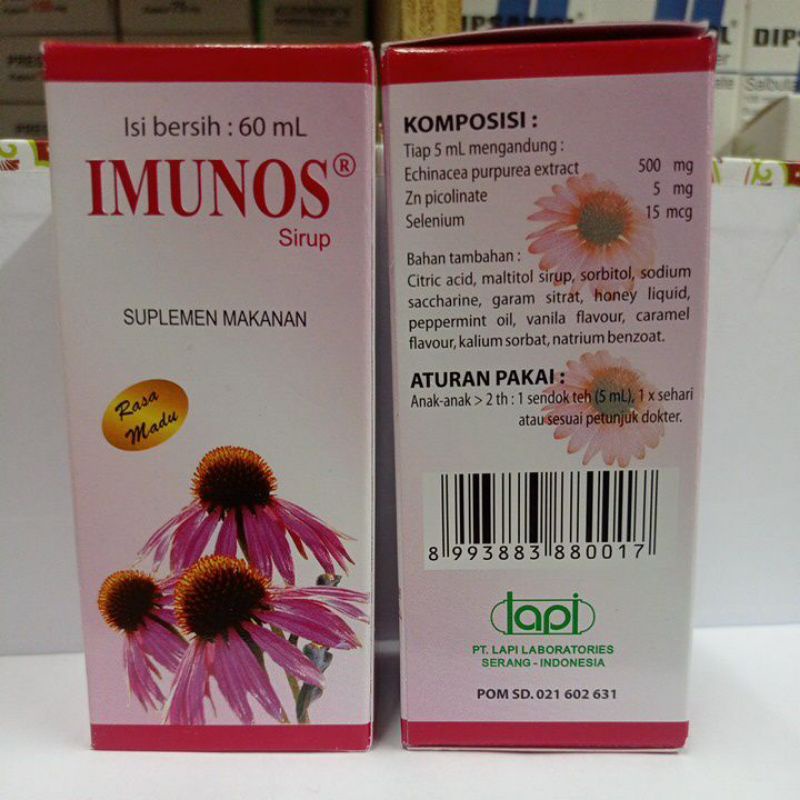 Isi bersih : 60 mL
IMUNOS®
Sirup
SUPLEMEN MAKANAN
Rasa
Madu
KOMPOSISI :
Tiap 5 mL mengandung :
Echinacea purpurea extract 500 mg
Zn picolinate 5 mg
Selenium 15 mcg
Bahan tambahan :
Citric acid, maltitol sirup, sorbitol, sodium
saccharine, garam sitrat, honey liquid,
peppermint oil, vanila flavour, caramel
flavour, kalium sorbat, natrium benzoat.
ATURAN PAKAI :
Anak-anak > 2 th : 1 sendok teh (5 mL), 1 x sehari
atau sesuai petunjuk dokter.
8 993883 880017
lapi
PT. LAPI LABORATORIES
SERANG - INDONESIA
POM SD. 021 602 631